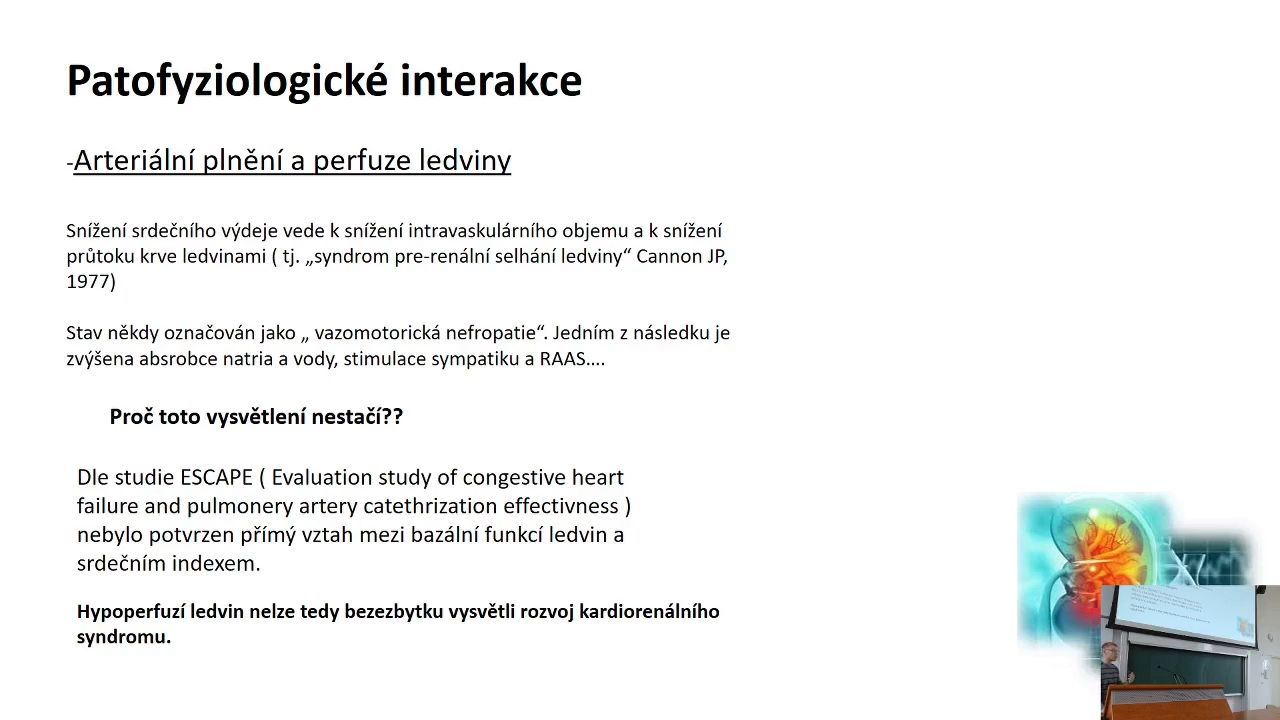 Patofyziologické interakce
-Arteriální plnění a perfuze ledviny
Snížení srdečního výdeje vede k snížení intravaskulárního objemu a k snížení
průtoku krve ledvinami ( tj. „syndrom pre-renální selhání ledviny“ Cannon JP,
1977)
Stav někdy označován jako „ vazomotorická nefropatie“. Jedním z následku je
zvýšena absrobce natria a vody, stimulace sympatiku a RAAS....
Proč toto vysvětlení nestačí??
Dle studie ESCAPE ( Evaluation study of congestive heart
failure and pulmonery artery catethrization effectivness )
nebylo potvrzen přímý vztah mezi bazální funkcí ledvin a
srdečním indexem.
Hypoperfuzí ledvin nelze tedy bezezbytku vysvětli rozvoj kardiorenálního
syndromu.